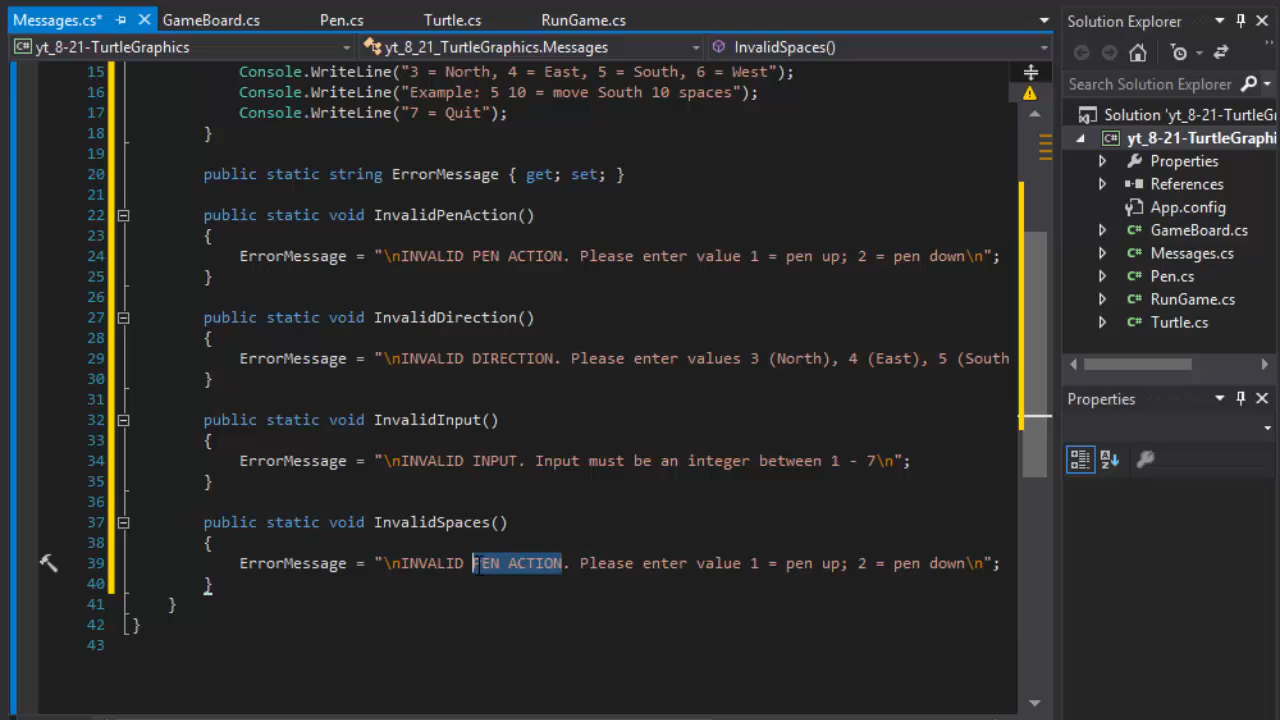 Messages.cs*
GameBoard.cs
Pen.cs
Turtle.cs
RunGame.cs
Solution Explorer
yt_8-21-TurtleGraphics
yt_8_21_TurtleGraphics.Messages
InvalidSpaces()
Search Solution Explorer
15 Console.WriteLine("3 = North, 4 = East, 5 = South, 6 = West");
16 Console.WriteLine("Example: 5 10 = move South 10 spaces");
17 Console.WriteLine("7 = Quit");
18 }
19
20 public static string ErrorMessage { get; set; }
21
22 public static void InvalidPenAction()
23 {
24 ErrorMessage = "\nINVALID PEN ACTION. Please enter value 1 = pen up; 2 = pen down\n";
25 }
26
27 public static void InvalidDirection()
28 {
29 ErrorMessage = "\nINVALID DIRECTION. Please enter values 3 (North), 4 (East), 5 (South
30 }
31
32 public static void InvalidInput()
33 {
34 ErrorMessage = "\nINVALID INPUT. Input must be an integer between 1 - 7\n";
35 }
36
37 public static void InvalidSpaces()
38 {
39 ErrorMessage = "\nINVALID PEN ACTION. Please enter value 1 = pen up; 2 = pen down\n";
40 }
41 }
42 }
43
Solution 'yt_8-21-TurtleG
yt_8-21-TurtleGraphi
Properties
References
App.config
GameBoard.cs
Messages.cs
Pen.cs
RunGame.cs
Turtle.cs
Properties